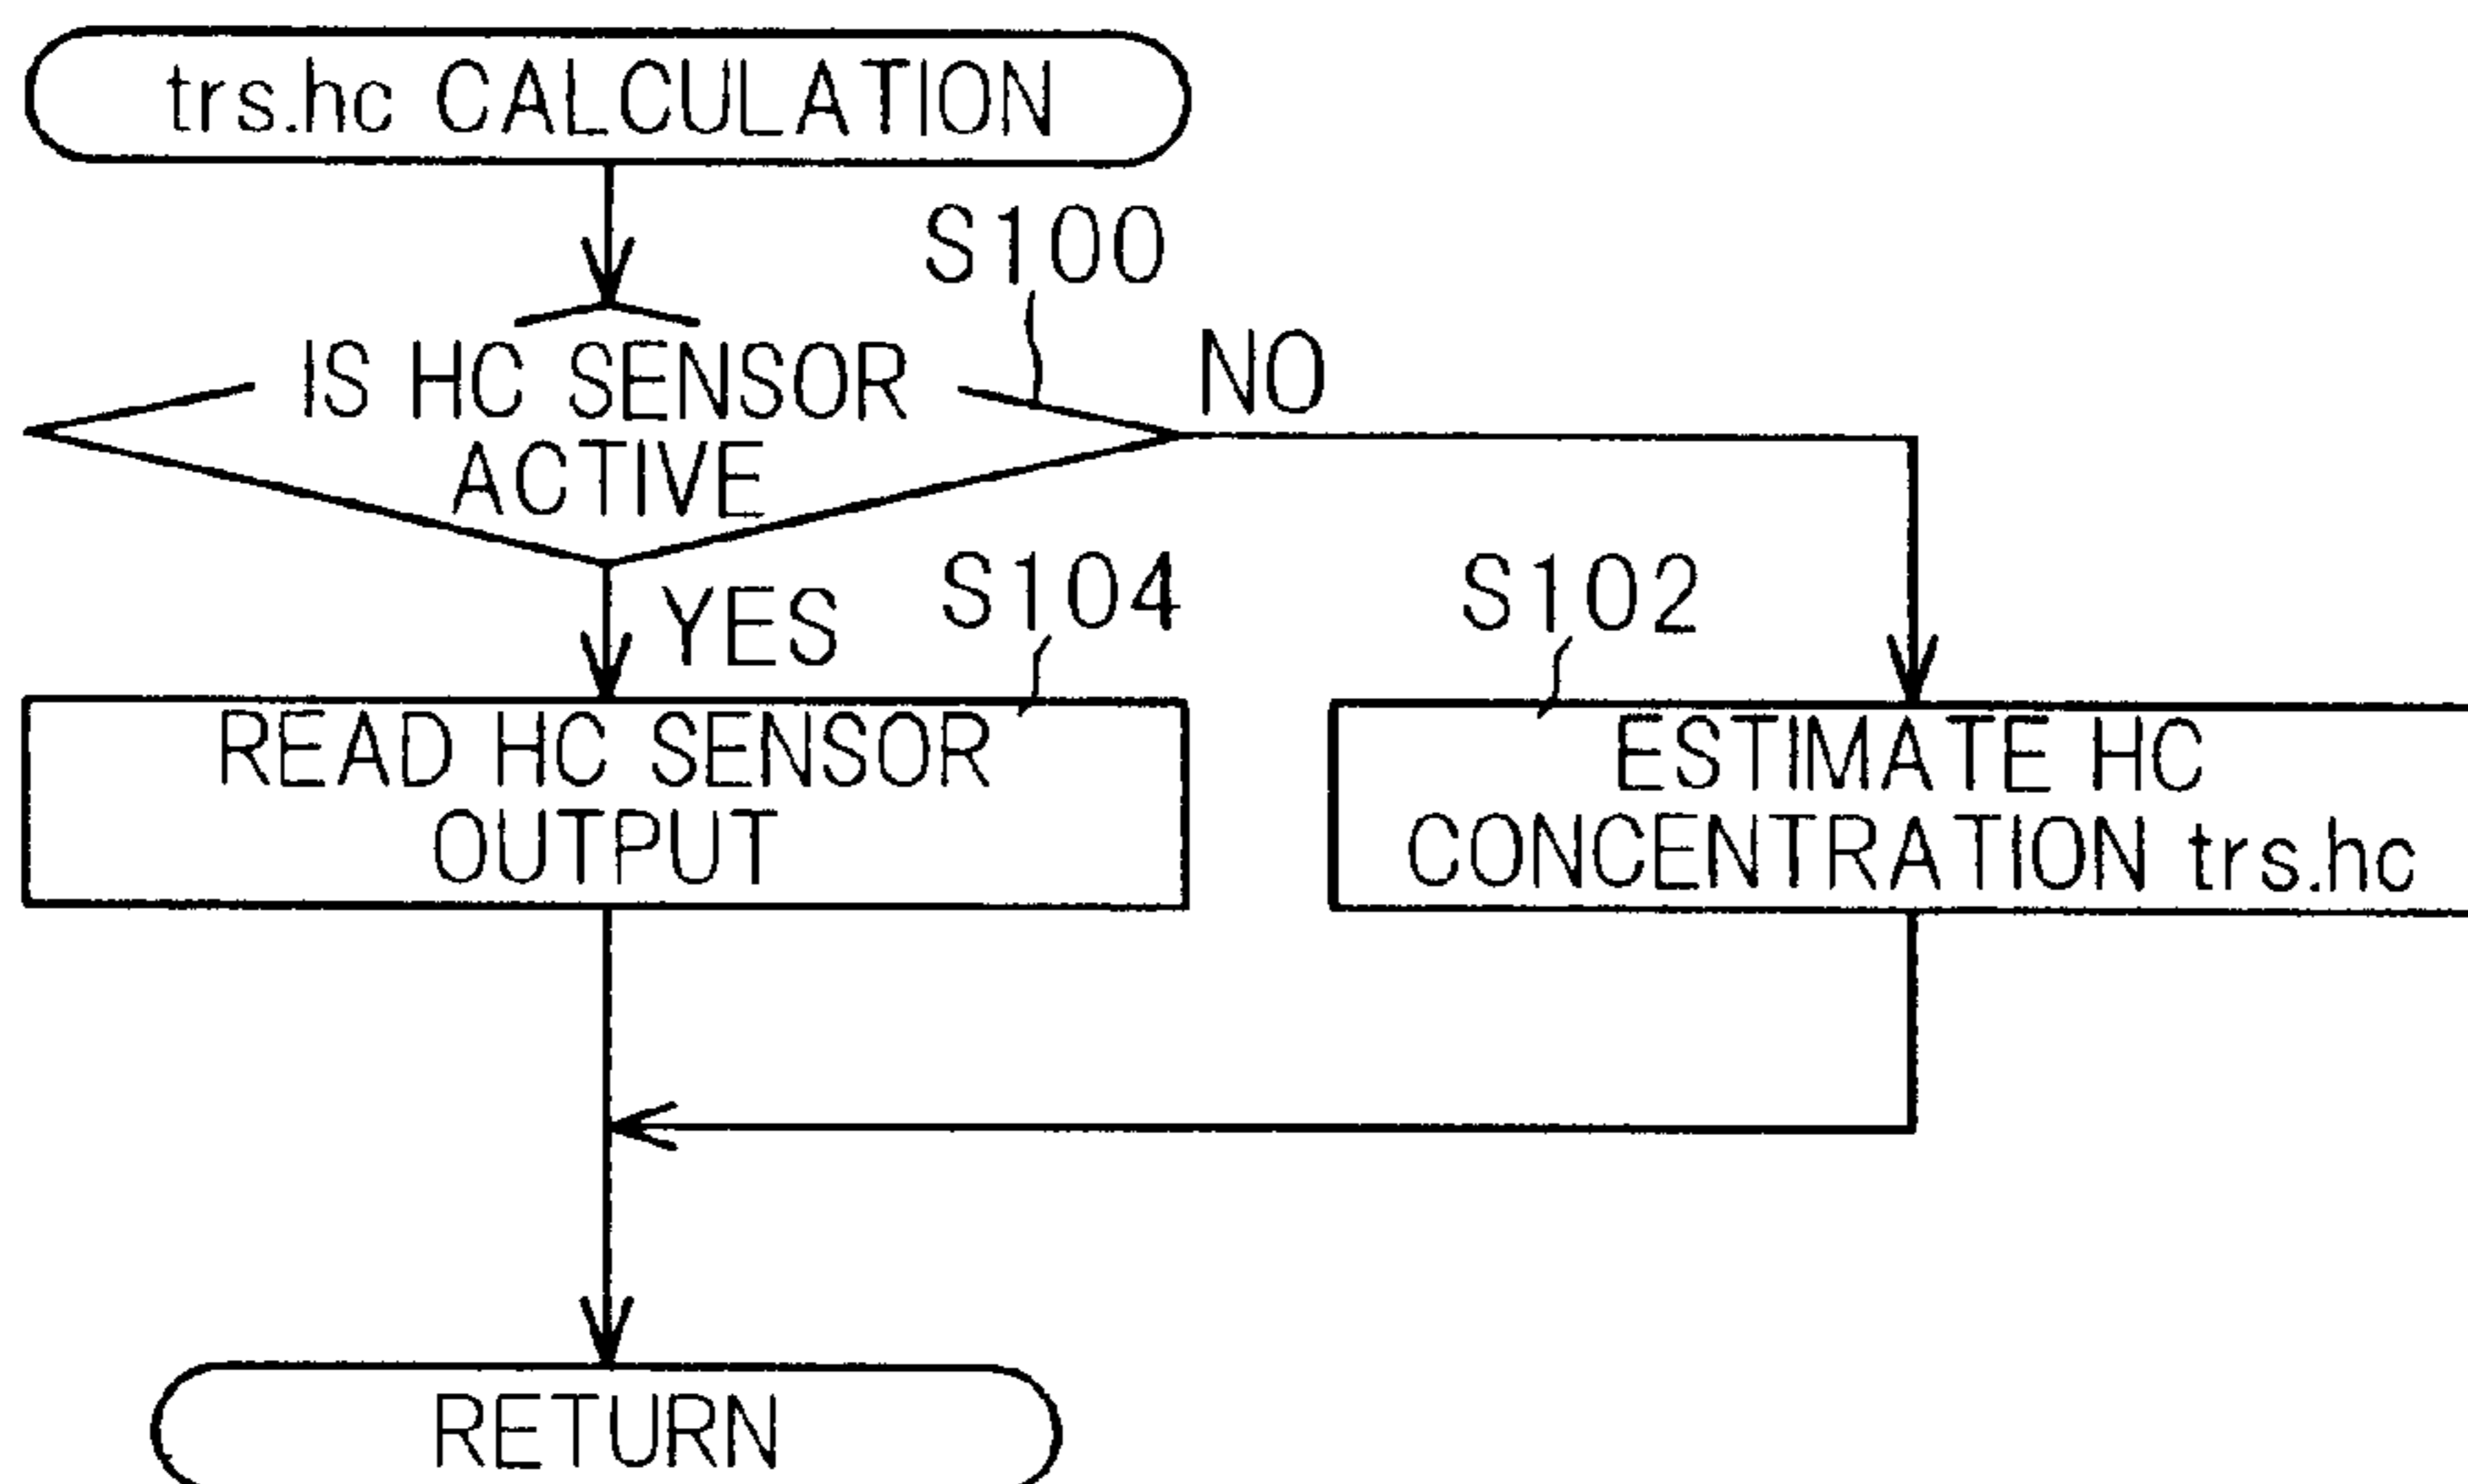 trs.hc CALCULATION
S100
IS HC SENSOR
ACTIVE
NO
YES
S104
S102
READ HC SENSOR
OUTPUT
ESTIMATE HC
CONCENTRATION trs.hc
RETURN